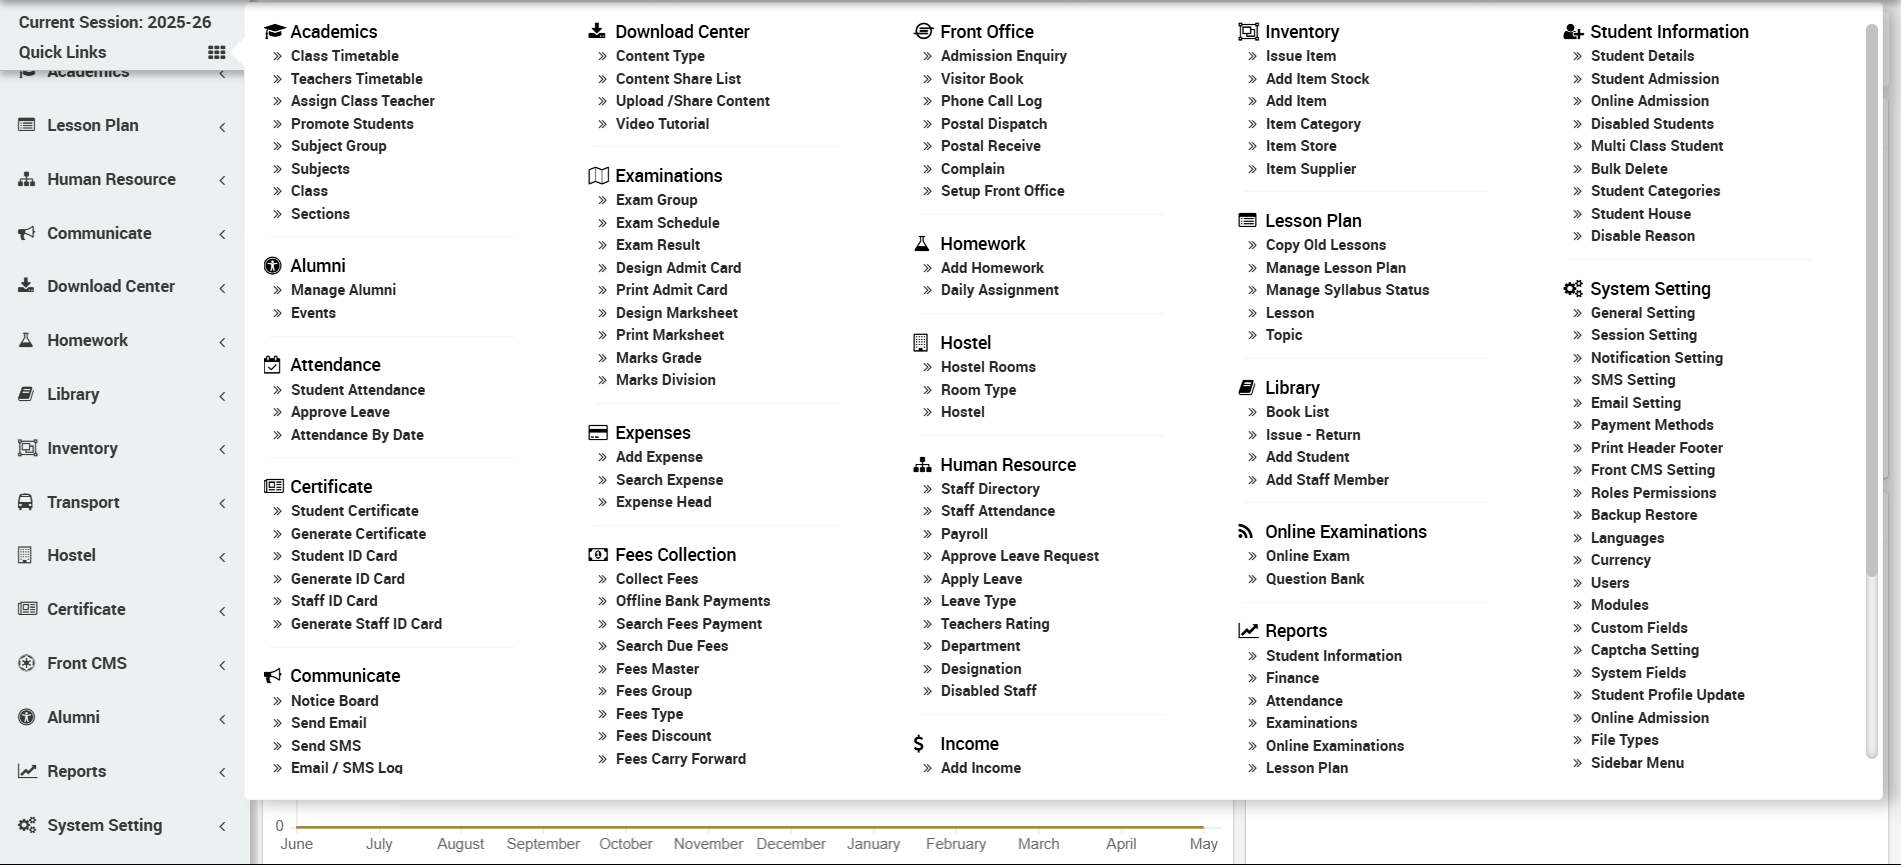 Current Session: 2025-26
Quick Links
Academics
Lesson Plan
Human Resource
Communicate
Download Center
Homework
Library
Inventory
Transport
Hostel
Certificate
Front CMS
Alumni
Reports
System Setting
Academics
Class Timetable
Teachers Timetable
Assign Class Teacher
Promote Students
Subject Group
Subjects
Class
Sections
Alumni
Manage Alumni
Events
Attendance
Student Attendance
Approve Leave
Attendance By Date
Certificate
Student Certificate
Generate Certificate
Student ID Card
Generate ID Card
Staff ID Card
Generate Staff ID Card
Communicate
Notice Board
Send Email
Send SMS
Email / SMS Log
Download Center
Content Type
Content Share List
Upload /Share Content
Video Tutorial
Examinations
Exam Group
Exam Schedule
Exam Result
Design Admit Card
Print Admit Card
Design Marksheet
Print Marksheet
Marks Grade
Marks Division
Expenses
Add Expense
Search Expense
Expense Head
Fees Collection
Collect Fees
Offline Bank Payments
Search Fees Payment
Search Due Fees
Fees Master
Fees Group
Fees Type
Fees Discount
Fees Carry Forward
Front Office
Admission Enquiry
Visitor Book
Phone Call Log
Postal Dispatch
Postal Receive
Complain
Setup Front Office
Homework
Add Homework
Daily Assignment
Hostel
Hostel Rooms
Room Type
Hostel
Human Resource
Staff Directory
Staff Attendance
Payroll
Approve Leave Request
Apply Leave
Leave Type
Teachers Rating
Department
Designation
Disabled Staff
Income
Add Income
Inventory
Issue Item
Add Item Stock
Add Item
Item Category
Item Store
Item Supplier
Lesson Plan
Copy Old Lessons
Manage Lesson Plan
Manage Syllabus Status
Lesson
Topic
Library
Book List
Issue - Return
Add Student
Add Staff Member
Online Examinations
Online Exam
Question Bank
Reports
Student Information
Finance
Attendance
Examinations
Online Examinations
Lesson Plan
Student Information
Student Details
Student Admission
Online Admission
Disabled Students
Multi Class Student
Bulk Delete
Student Categories
Student House
Disable Reason
System Setting
General Setting
Session Setting
Notification Setting
SMS Setting
Email Setting
Payment Methods
Print Header Footer
Front CMS Setting
Roles Permissions
Backup Restore
Languages
Currency
Users
Modules
Custom Fields
Captcha Setting
System Fields
Student Profile Update
Online Admission
File Types
Sidebar Menu
0
June July August September October November December January February March April May